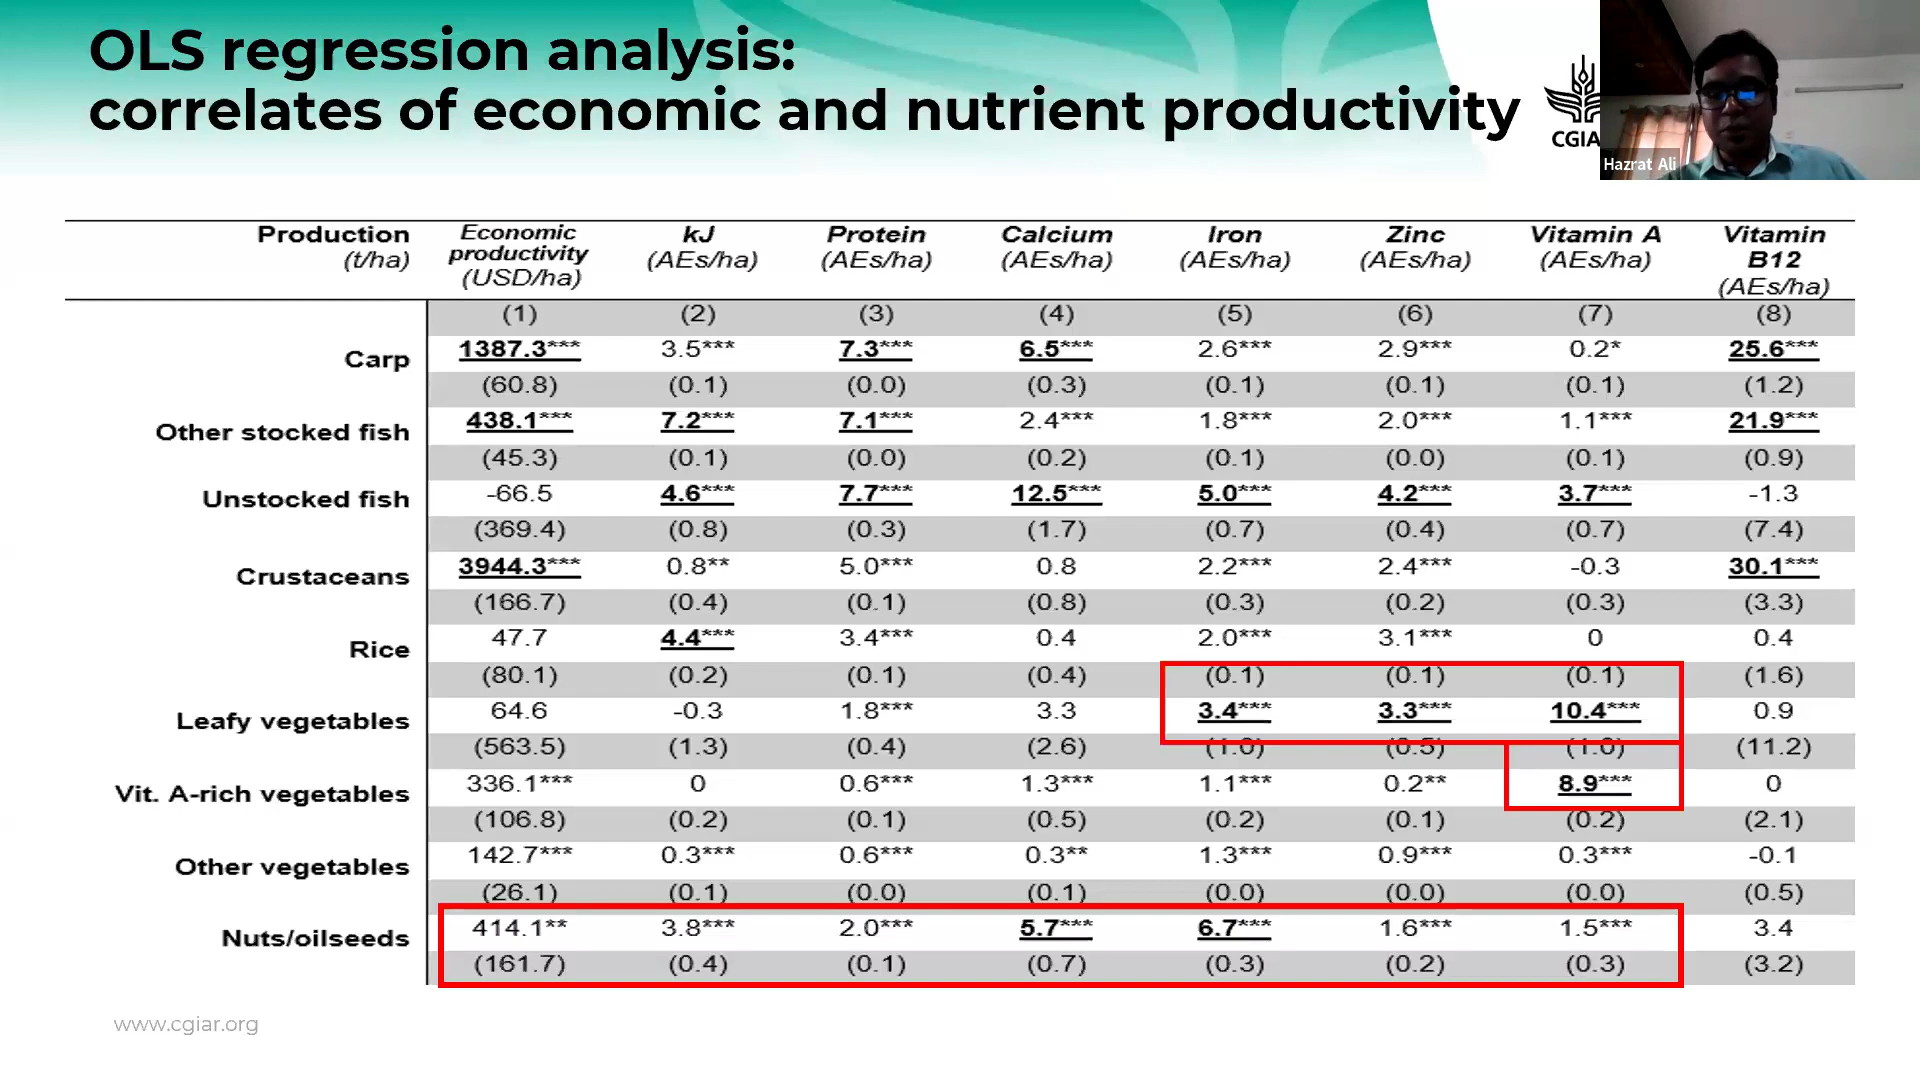 OLS regression analysis:
correlates of economic and nutrient productivity
CGIA
Hazrat Ali
Production (t/ha) Economic productivity (USD/ha) kJ (AEs/ha) Protein (AEs/ha) Calcium (AEs/ha) Iron (AEs/ha) Zinc (AEs/ha) Vitamin A (AEs/ha) Vitamin B12 (AEs/ha)
(1) (2) (3) (4) (5) (6) (7) (8)
Carp 1387.3*** 3.5*** 7.3*** 6.5*** 2.6*** 2.9*** 0.2* 25.6***
(60.8) (0.1) (0.0) (0.3) (0.1) (0.1) (0.1) (1.2)
Other stocked fish 438.1*** 7.2*** 7.1*** 2.4*** 1.8*** 2.0*** 1.1*** 21.9***
(45.3) (0.1) (0.0) (0.2) (0.1) (0.0) (0.1) (0.9)
Unstocked fish -66.5 4.6*** 7.7*** 12.5*** 5.0*** 4.2*** 3.7*** -1.3
(369.4) (0.8) (0.3) (1.7) (0.7) (0.4) (0.7) (7.4)
Crustaceans 3944.3*** 0.8** 5.0*** 0.8 2.2*** 2.4*** -0.3 30.1***
(166.7) (0.4) (0.1) (0.8) (0.3) (0.2) (0.3) (3.3)
Rice 47.7 4.4*** 3.4*** 0.4 2.0*** 3.1*** 0 0.4
(80.1) (0.2) (0.1) (0.4) (0.1) (0.1) (0.1) (1.6)
Leafy vegetables 64.6 -0.3 1.8*** 3.3 3.4*** 3.3*** 10.4*** 0.9
(563.5) (1.3) (0.4) (2.6) (1.0) (0.5) (1.0) (11.2)
Vit. A-rich vegetables 336.1*** 0 0.6*** 1.3*** 1.1*** 0.2** 8.9*** 0
(106.8) (0.2) (0.1) (0.5) (0.2) (0.1) (0.2) (2.1)
Other vegetables 142.7*** 0.3*** 0.6*** 0.3** 1.3*** 0.9*** 0.3*** -0.1
(26.1) (0.1) (0.0) (0.1) (0.0) (0.0) (0.0) (0.5)
Nuts/oilseeds 414.1** 3.8*** 2.0*** 5.7*** 6.7*** 1.6*** 1.5*** 3.4
(161.7) (0.4) (0.1) (0.7) (0.3) (0.2) (0.3) (3.2)
www.cgiar.org